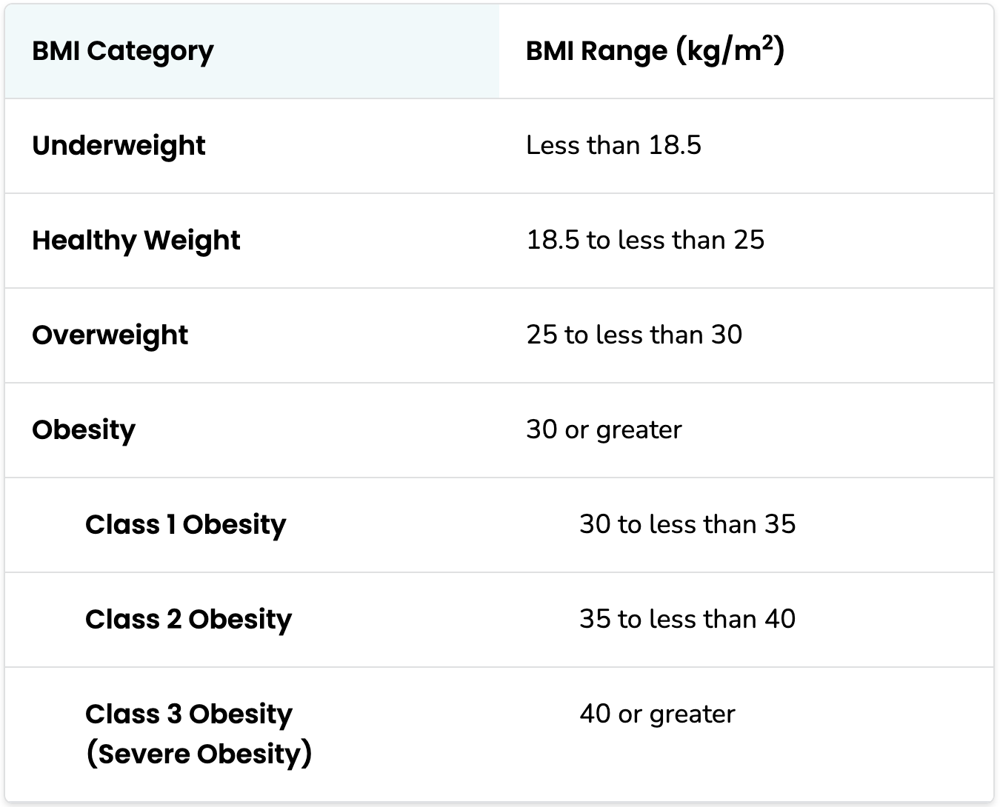 BMI Category BMI Range (kg/m²)
Underweight Less than 18.5
Healthy Weight 18.5 to less than 25
Overweight 25 to less than 30
Obesity 30 or greater
Class 1 Obesity 30 to less than 35
Class 2 Obesity 35 to less than 40
Class 3 Obesity 40 or greater
(Severe Obesity)